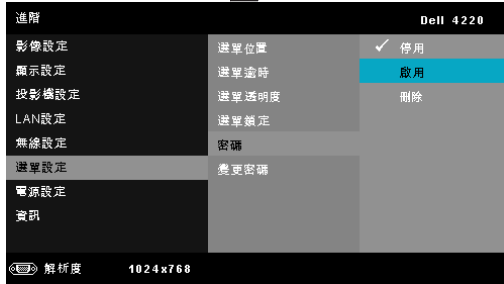 進階 Dell 4220
影像設定
顯示設定
投影機設定
LAN設定
無線設定
選單設定
電源設定
資訊
選單位置
選單逾時
選單透明度
選單鎖定
密碼
變更密碼
停用
啟用
刪除
解析度 1024x768